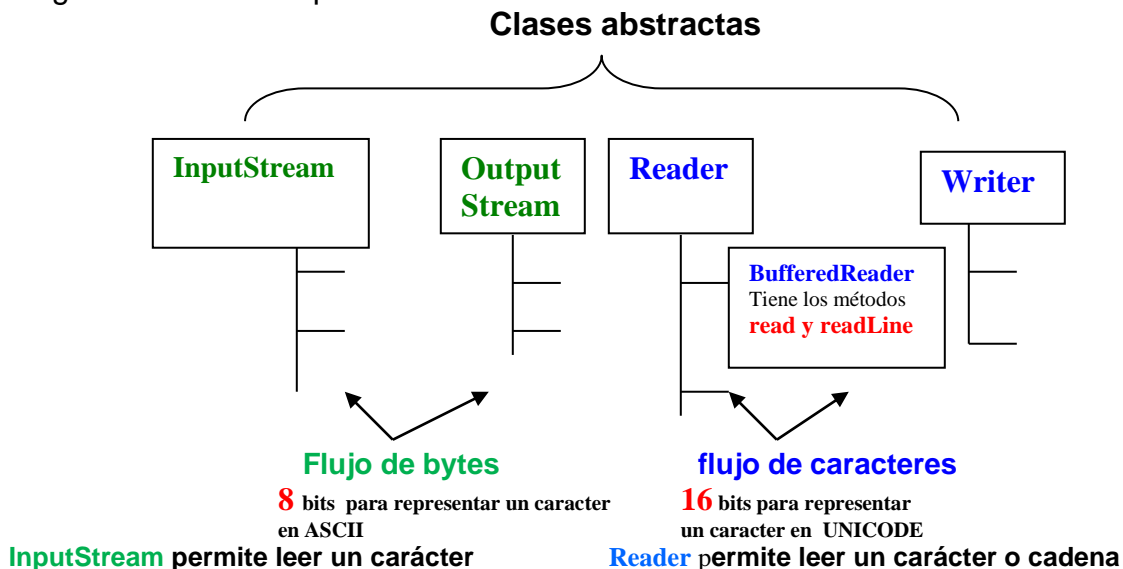 Clases abstractas
InputStream
Output
Stream
Reader
Writer
BufferedReader
Tiene los métodos
read y readLine
Flujo de bytes
8 bits para representar un caracter
en ASCII
flujo de caracteres
16 bits para representar
un caracter en UNICODE
InputStream permite leer un carácter
Reader permite leer un carácter o cadena